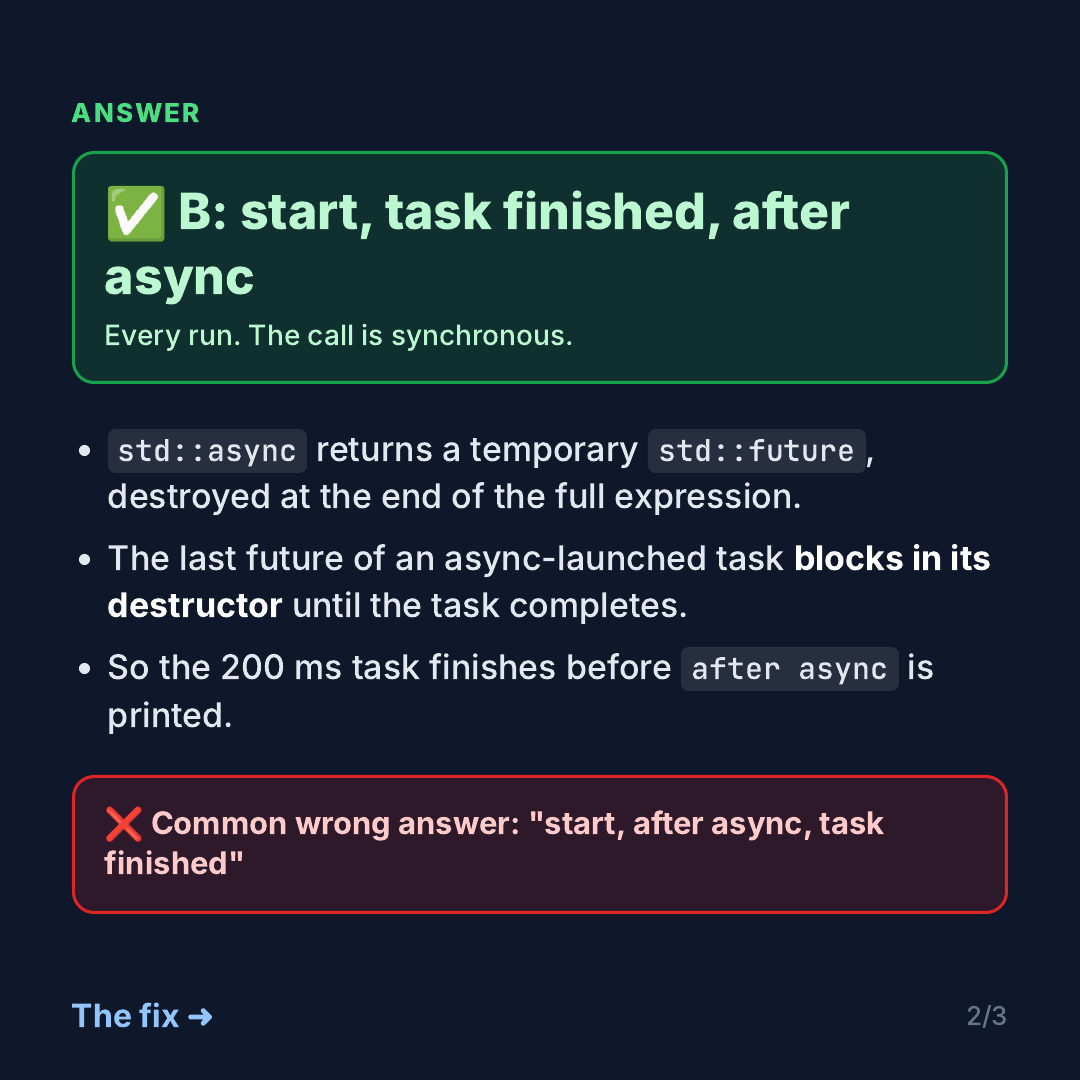 ANSWER
✅ B: start, task finished, after
async
Every run. The call is synchronous.
• std::async returns a temporary std::future,
destroyed at the end of the full expression.
• The last future of an async-launched task blocks in its
destructor until the task completes.
• So the 200 ms task finishes before after async is
printed.
❌ Common wrong answer: "start, after async, task
finished"
The fix ➜
2/3